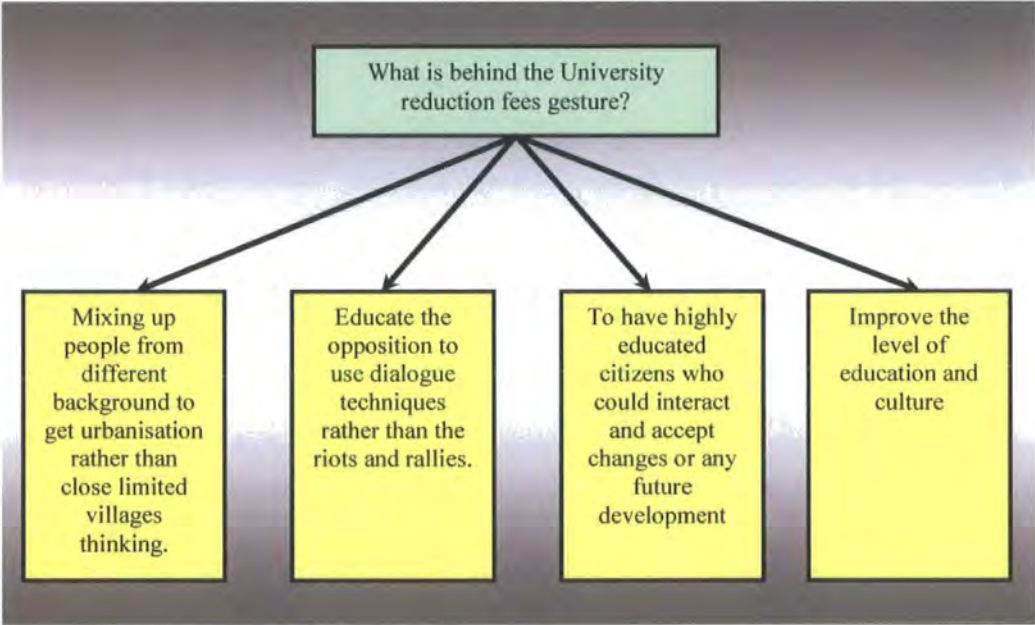 What is behind the University
reduction fees gesture?
Mixing up
people from
different
background to
get urbanisation
rather than
close limited
villages
thinking.
Educate the
opposition to
use dialogue
techniques
rather than the
riots and rallies.
To have highly
educated
citizens who
could interact
and accept
changes or any
future
development
Improve the
level of
education and
culture